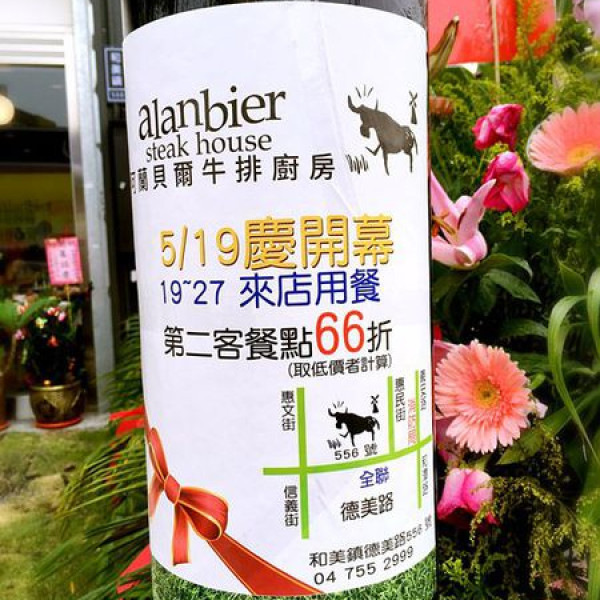 alanbier
steak house
阿蘭貝爾牛排廚房
5/19慶開幕
19~27 來店用餐
第二客餐點66折
(取低價者計算)
惠文街
惠民街
556 號
全聯
信義街
德美路
和美鎮德美路556 號
04 755 2999